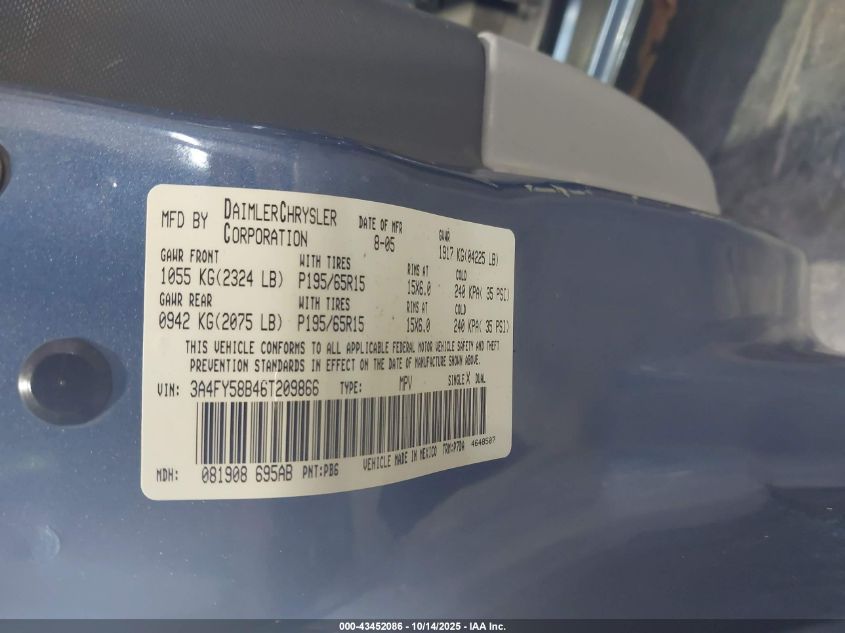 MFD BY DAIMLERCHRYSLER CORPORATION DATE OF MFR 8-05 GVWR 1817 KG(04225 LB)
GAWR FRONT WITH TIRES RIMS AT COLD
1055 KG(2324 LB) P195/65R15 15X6.0 240 KPA( 35 PSI)
GAWR REAR WITH TIRES RIMS AT COLD
0942 KG(2075 LB) P195/65R15 15X6.0 240 KPA( 35 PSI)
THIS VEHICLE CONFORMS TO ALL APPLICABLE FEDERAL MOTOR VEHICLE SAFETY AND THEFT
PREVENTION STANDARDS IN EFFECT ON THE DATE OF MANUFACTURE SHOWN ABOVE.
VIN: 3A4FY58B46T209866 TYPE: MPV SINGLE X DUAL
MDH: 081908 695AB PNT:PB6 VEHICLE MADE IN MEXICO TRM:P7DA 4648507
000-43452086 - 10/14/2025 - IAA Inc.